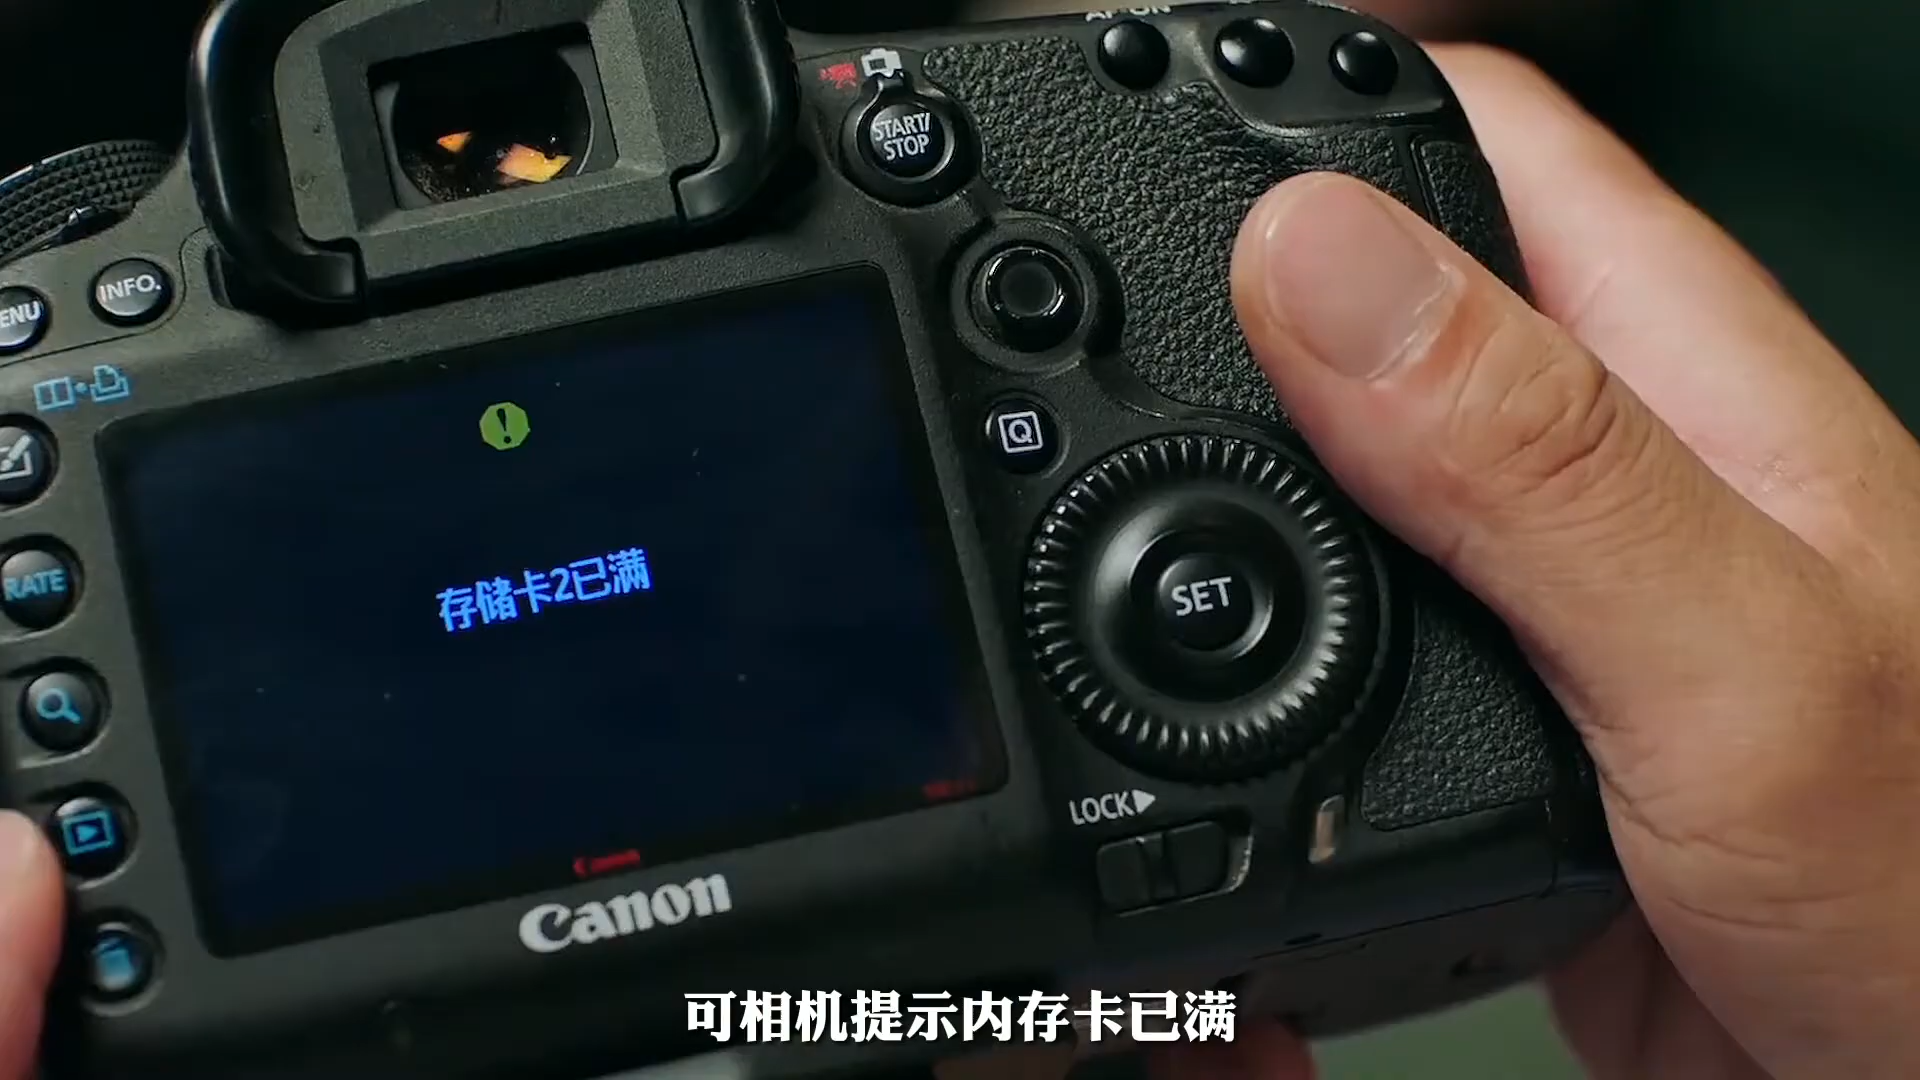 START/
STOP
INFO.
ENU
Q
存储卡2已满
RATE
SET
LOCK▶
Canon
可相机提示内存卡已满